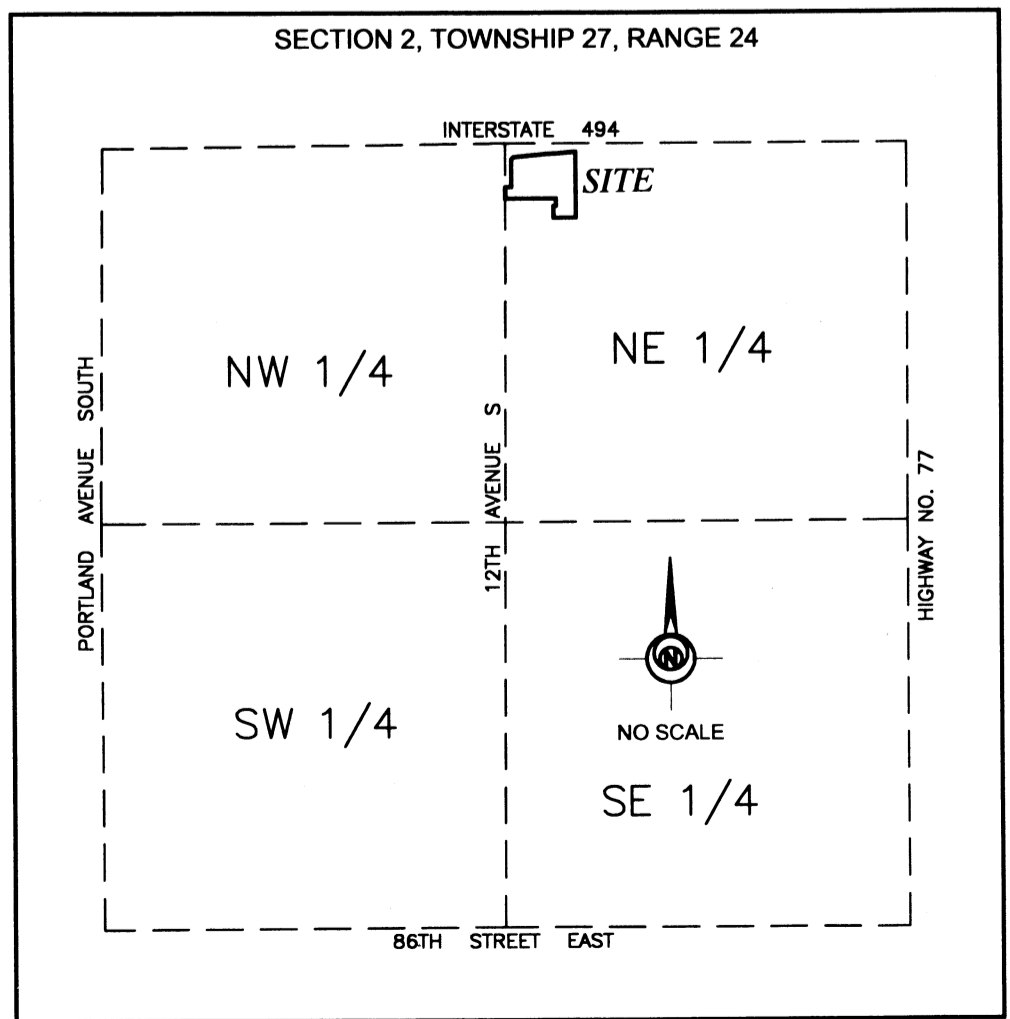 SECTION 2, TOWNSHIP 27, RANGE 24
INTERSTATE 494
SITE
NW 1/4
NE 1/4
PORTLAND AVENUE SOUTH
12TH AVENUE S
HIGHWAY NO. 77
N
NO SCALE
SW 1/4
SE 1/4
86TH STREET EAST